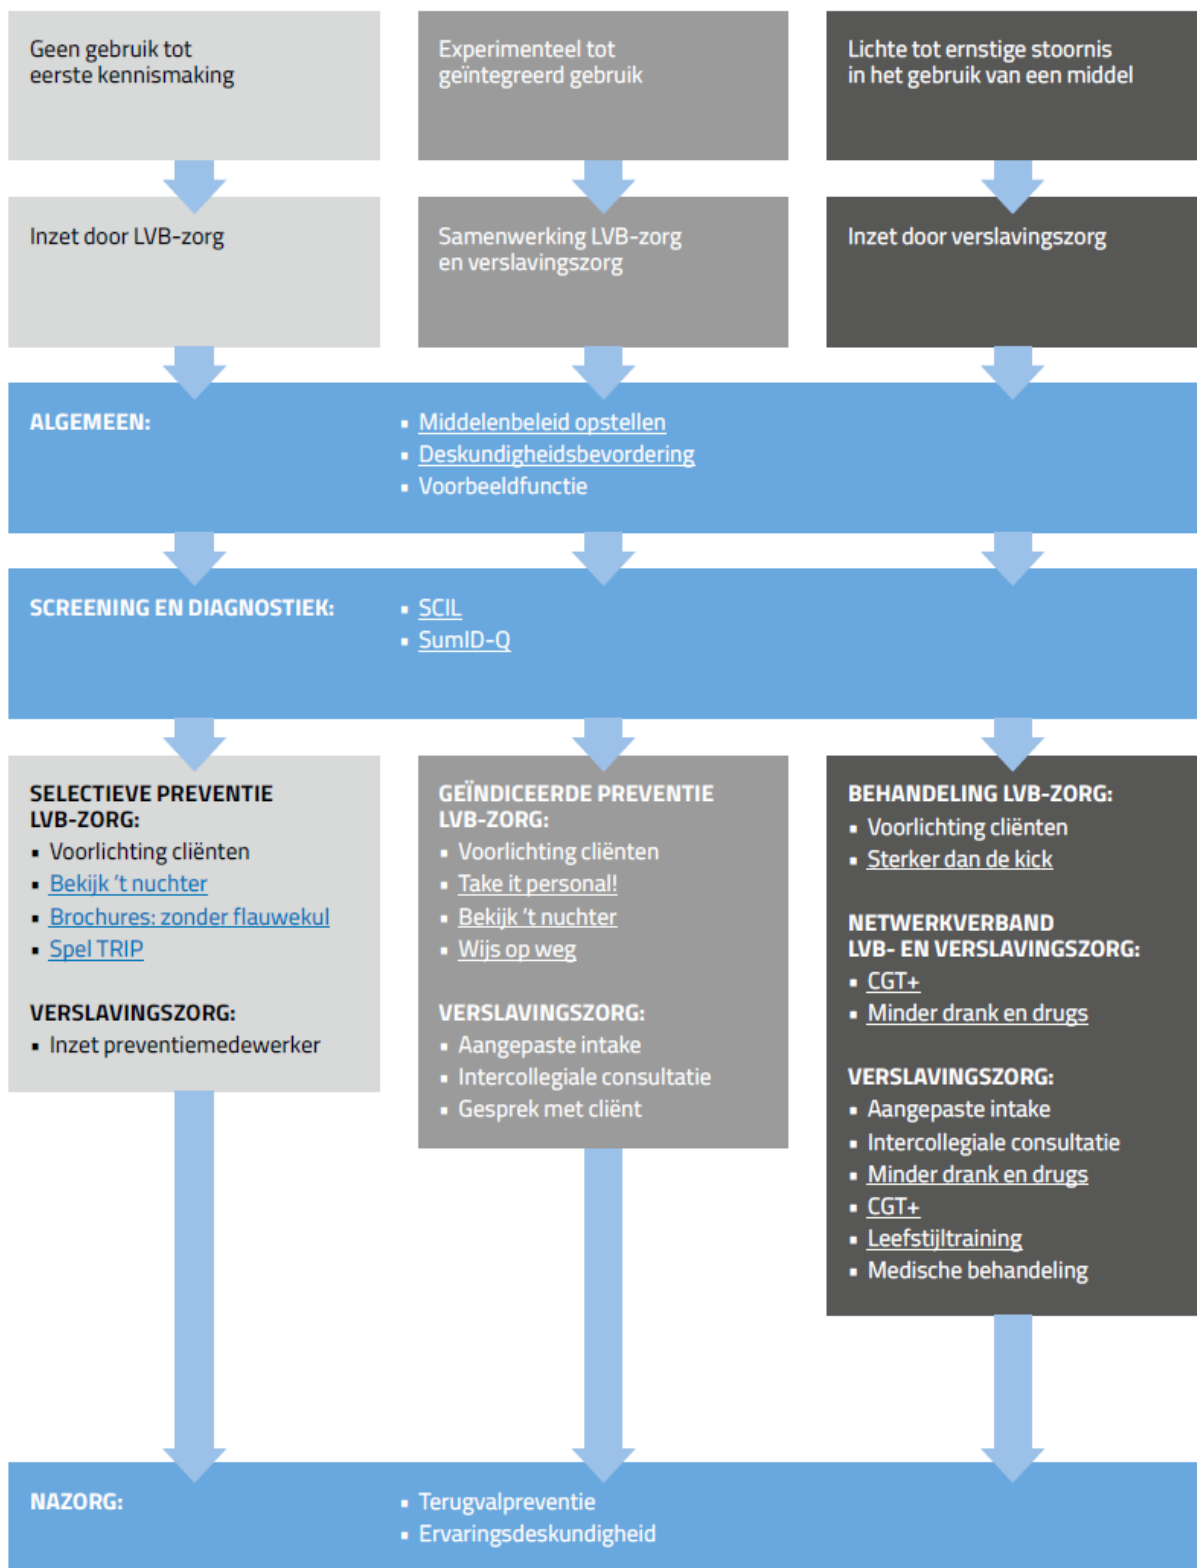 Geen gebruik tot
eerste kennismaking
Experimenteel tot
geïntegreerd gebruik
Lichte tot ernstige stoornis
in het gebruik van een middel
Inzet door LVB-zorg
Samenwerking LVB-zorg
en verslavingszorg
Inzet door verslavingszorg
ALGEMEEN:
▪ Middelenbeleid opstellen
▪ Deskundigheidsbevordering
▪ Voorbeeldfunctie
SCREENING EN DIAGNOSTIEK:
▪ SCIL
▪ SumID-Q
SELECTIEVE PREVENTIE
LVB-ZORG:
▪ Voorlichting cliënten
▪ Bekijk ’t nuchter
▪ Brochures: zonder flauwekul
▪ Spel TRIP
VERSLAVINGSZORG:
▪ Inzet preventiemedewerker
GEÏNDICEERDE PREVENTIE
LVB-ZORG:
▪ Voorlichting cliënten
▪ Take it personal!
▪ Bekijk ’t nuchter
▪ Wijs op weg
VERSLAVINGSZORG:
▪ Aangepaste intake
▪ Intercollegiale consultatie
▪ Gesprek met cliënt
BEHANDELING LVB-ZORG:
▪ Voorlichting cliënten
▪ Sterker dan de kick
NETWERKVERBAND
LVB- EN VERSLAVINGSZORG:
▪ CGT+
▪ Minder drank en drugs
VERSLAVINGSZORG:
▪ Aangepaste intake
▪ Intercollegiale consultatie
▪ Minder drank en drugs
▪ CGT+
▪ Leefstijltraining
▪ Medische behandeling
NAZORG:
▪ Terugvalpreventie
▪ Ervaringsdeskundigheid